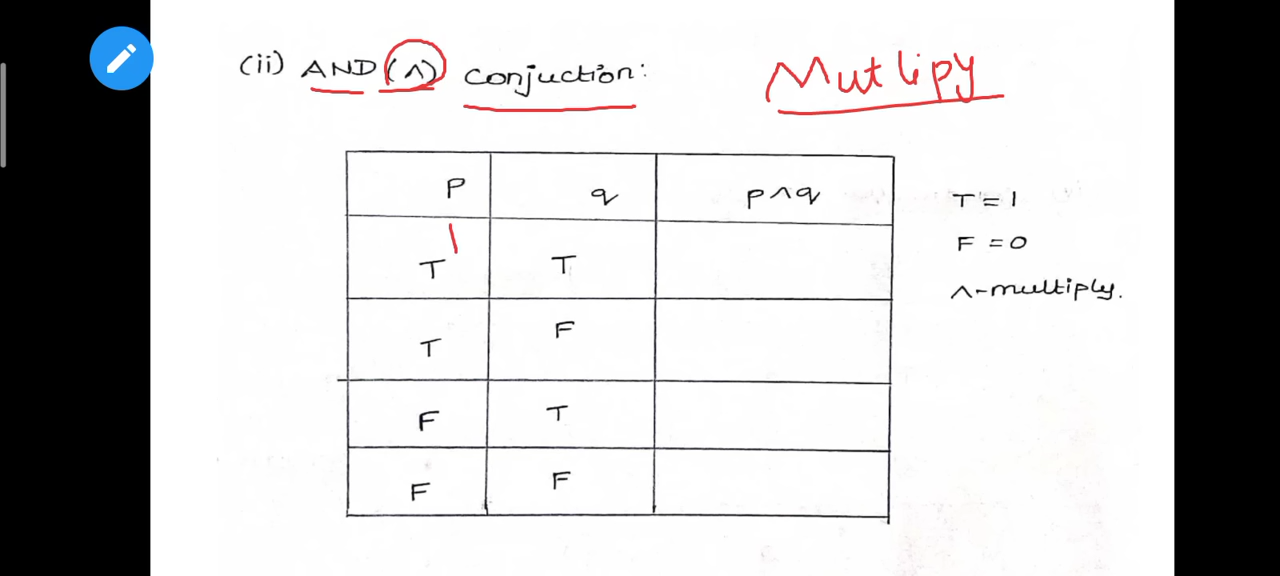 (ii) AND (∧) conjuction: Mutlipy
P q p∧q
T 1 T
T F
F T
F F
T = 1
F = 0
∧-multiply.